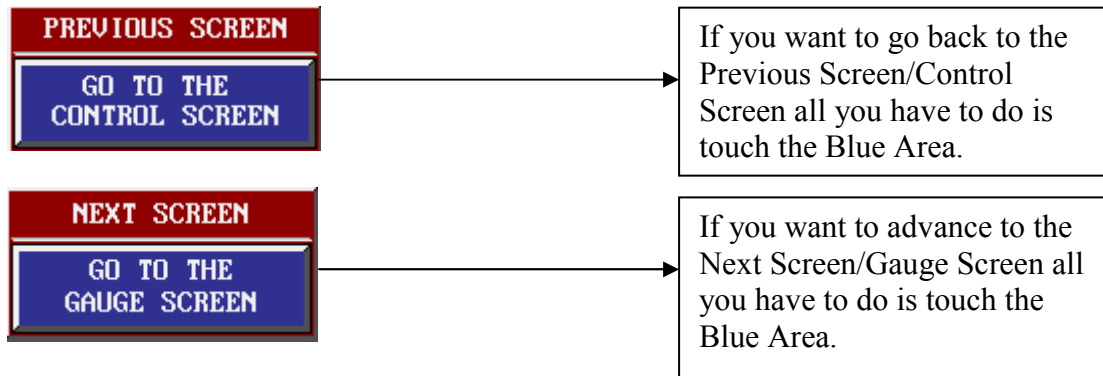 PREVIOUS SCREEN
GO TO THE
CONTROL SCREEN
If you want to go back to the
Previous Screen/Control
Screen all you have to do is
touch the Blue Area.
NEXT SCREEN
GO TO THE
GAUGE SCREEN
If you want to advance to the
Next Screen/Gauge Screen all
you have to do is touch the
Blue Area.